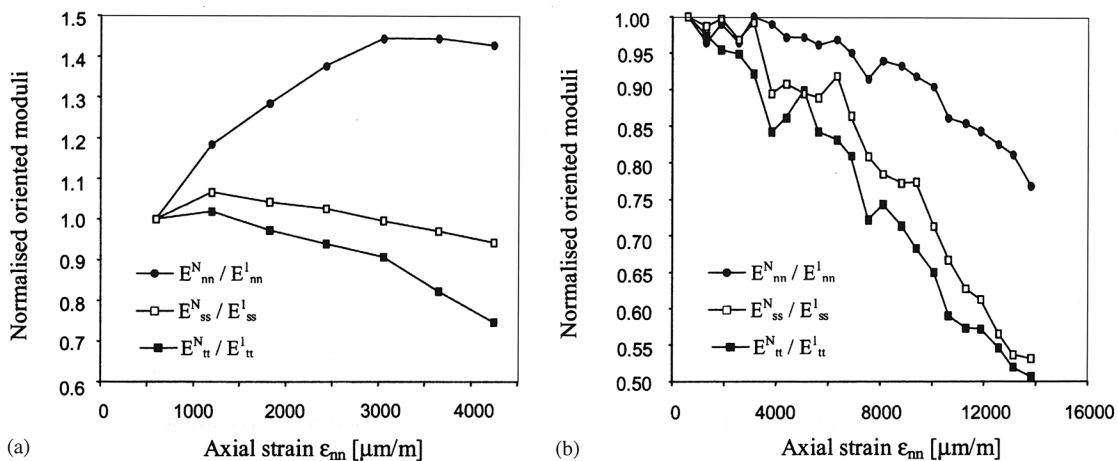 1.5
1.4
1.3
1.2
1.1
1.0
0.9
0.8
0.7
0.6
Normalised oriented moduli
E^N_nn / E^1_nn
E^N_ss / E^1_ss
E^N_tt / E^1_tt
0 1000 2000 3000 4000
Axial strain ε_nn [μm/m]
(a)
1.00
0.95
0.90
0.85
0.80
0.75
0.70
0.65
0.60
0.55
0.50
Normalised oriented moduli
E^N_nn / E^1_nn
E^N_ss / E^1_ss
E^N_tt / E^1_tt
0 4000 8000 12000 16000
Axial strain ε_nn [μm/m]
(b)